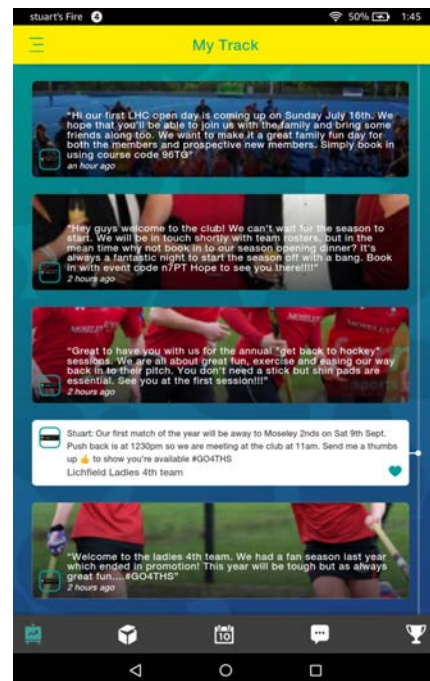 stuart's Fire 4 50% 1:45
My Track
"Hi our first LHC open day is coming up on Sunday July 16th. We
hope that you'll be able to join us with the family and bring some
friends along too. We want to make it a great family fun day for
both the members and prospective new members. Simply book in
using course code 96TG"
an hour ago
"Hey guys welcome to the club! We can't wait for the season to
start. We will be in touch shortly with team rosters, but in the
mean time why not book in to our season opening dinner? It's
always a fantastic night to start the season off with a bang. Book
in with event code n7PT Hope to see you there!!!!"
2 hours ago
"Great to have you with us for the annual "get back to hockey"
sessions. We are all about great fun, exercise and easing our way
back in to their pitch. You don't need a stick but shin pads are
essential. See you at the first session!!!"
2 hours ago
Stuart: Our first match of the year will be away to Moseley 2nds on Sat 9th Sept.
Push back is at 1230pm so we are meeting at the club at 11am. Send me a thumbs
up 👍 to show you're available #GO4THS
Lichfield Ladies 4th team
"Welcome to the ladies 4th team. We had a fan season last year
which ended in promotion! This year will be tough but as always
great fun....#GO4THS"
2 hours ago
10